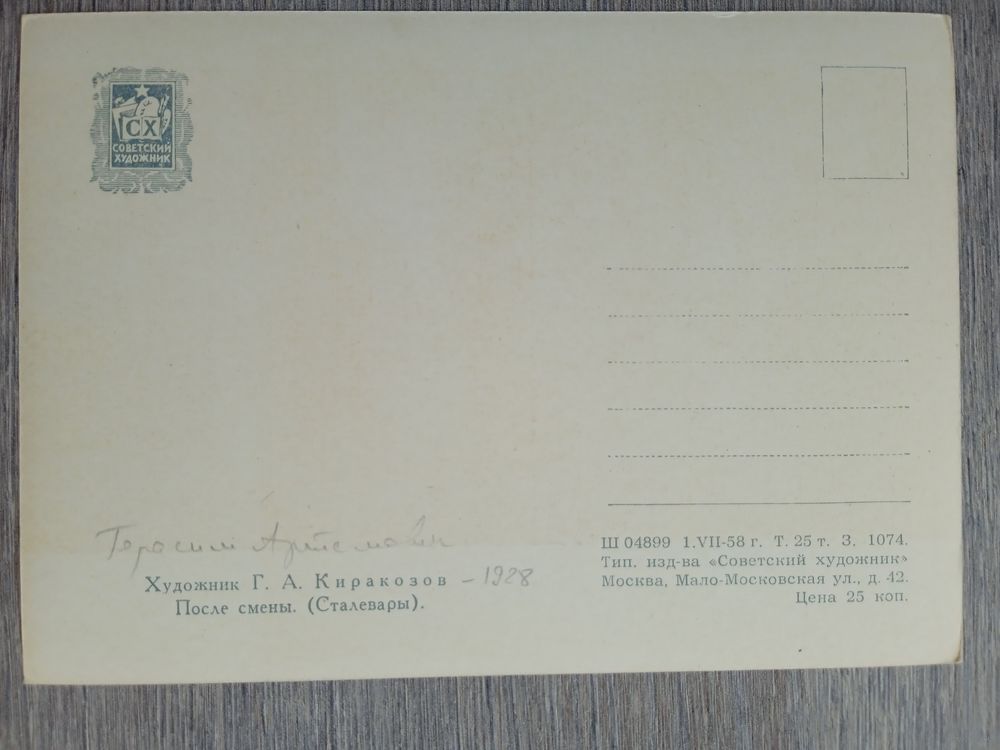 СХ
СОВЕТСКИЙ
ХУДОЖНИК
Герасим
Художник Г. А. Киракозов – 1928
После смены. (Сталевары).
Ш 04899 1.VII-58 г. Т. 25 т. З. 1074.
Тип. изд-ва «Советский художник»
Москва, Мало-Московская ул., д. 42.
Цена 25 коп.